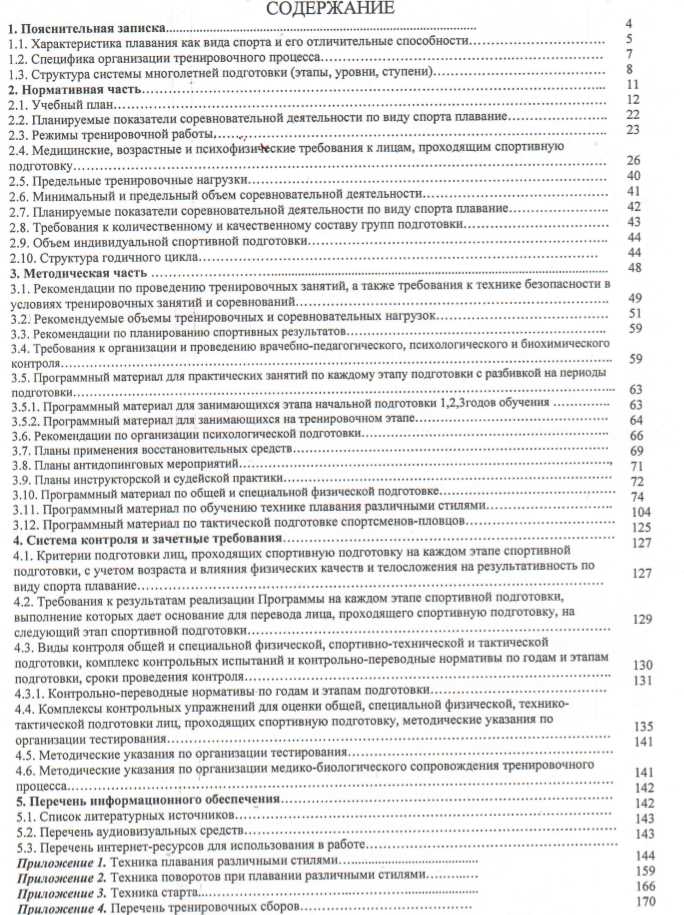 СОДЕРЖАНИЕ
1. Пояснительная записка 4
1.1. Характеристика плавания как вида спорта и его отличительные способности 5
1.2. Специфика организации тренировочного процесса 7
1.3. Структура системы многолетней подготовки (этапы, уровни, ступени) 8
2. Нормативная часть 11
2.1. Учебный план 12
2.2. Планируемые показатели соревновательной деятельности по виду спорта плавание 22
2.3. Режимы тренировочной работы, 23
2.4. Медицинские, возрастные и психофизические требования к лицам, проходящим спортивную
подготовку 26
2.5. Предельные тренировочные нагрузки 40
2.6. Минимальный и предельный объем соревновательной деятельности 41
2.7. Планируемые показатели соревновательной деятельности по виду спорта плавание 42
2.8. Требования к количественному и качественному составу групп подготовки 43
2.9. Объем индивидуальной спортивной подготовки 44
2.10. Структура годичного цикла 44
3. Методическая часть 48
3.1. Рекомендации по проведению тренировочных занятий, а также требования к технике безопасности в
условиях тренировочных занятий и соревнований 49
3.2. Рекомендуемые объемы тренировочных и соревновательных нагрузок 51
3.3. Рекомендации по планированию спортивных результатов 59
3.4. Требования к организации и проведению врачебно-педагогического, психологического и биохимического
контроля 59
3.5. Программный материал для практических занятий по каждому этапу подготовки с разбивкой на периоды
подготовки 63
3.5.1. Программный материал для занимающихся этапа начальной подготовки 1,2,3годов обучения 63
3.5.2. Программный материал для занимающихся на тренировочном этапе 64
3.6. Рекомендации по организации психологической подготовки 66
3.7. Планы применения восстановительных средств 69
3.8. Планы антидопинговых мероприятий 71
3.9. Планы инструкторской и судейской практики 72
3.10. Программный материал по общей и специальной физической подготовке 74
3.11. Программный материал по обучению технике плавания различными стилями 104
3.12. Программный материал по тактической подготовке спортсменов-пловцов 125
4. Система контроля и зачетные требования 127
4.1. Критерии подготовки лиц, проходящих спортивную подготовку на каждом этапе спортивной
подготовки, с учетом возраста и влияния физических качеств и телосложения на результативность по
виду спорта плавание 127
4.2. Требования к результатам реализации Программы на каждом этапе спортивной подготовки,
выполнение которых дает основание для перевода лица, проходящего спортивную подготовку, на
следующий этап спортивной подготовки 129
4.3. Виды контроля общей и специальной физической, спортивно-технической и тактической
подготовки, комплекс контрольных испытаний и контрольно-переводные нормативы по годам и этапам
подготовки, сроки проведения контроля 130
4.3.1. Контрольно-переводные нормативы по годам и этапам подготовки 131
4.4. Комплексы контрольных упражнений для оценки общей, специальной физической, технико-
тактической подготовки лиц, проходящих спортивную подготовку, методические указания по
организации тестирования 135
4.5. Методические указания по организации тестирования 141
4.6. Методические указания по организации медико-биологического сопровождения тренировочного
процесса 141
5. Перечень информационного обеспечения 142
5.1. Список литературных источников 142
5.2. Перечень аудиовизуальных средств 143
5.3. Перечень интернет-ресурсов для использования в работе 143
Приложение 1. Техника плавания различными стилями 144
Приложение 2. Техника поворотов при плавании различными стилями 159
Приложение 3. Техника старта 166
Приложение 4. Перечень тренировочных сборов 170